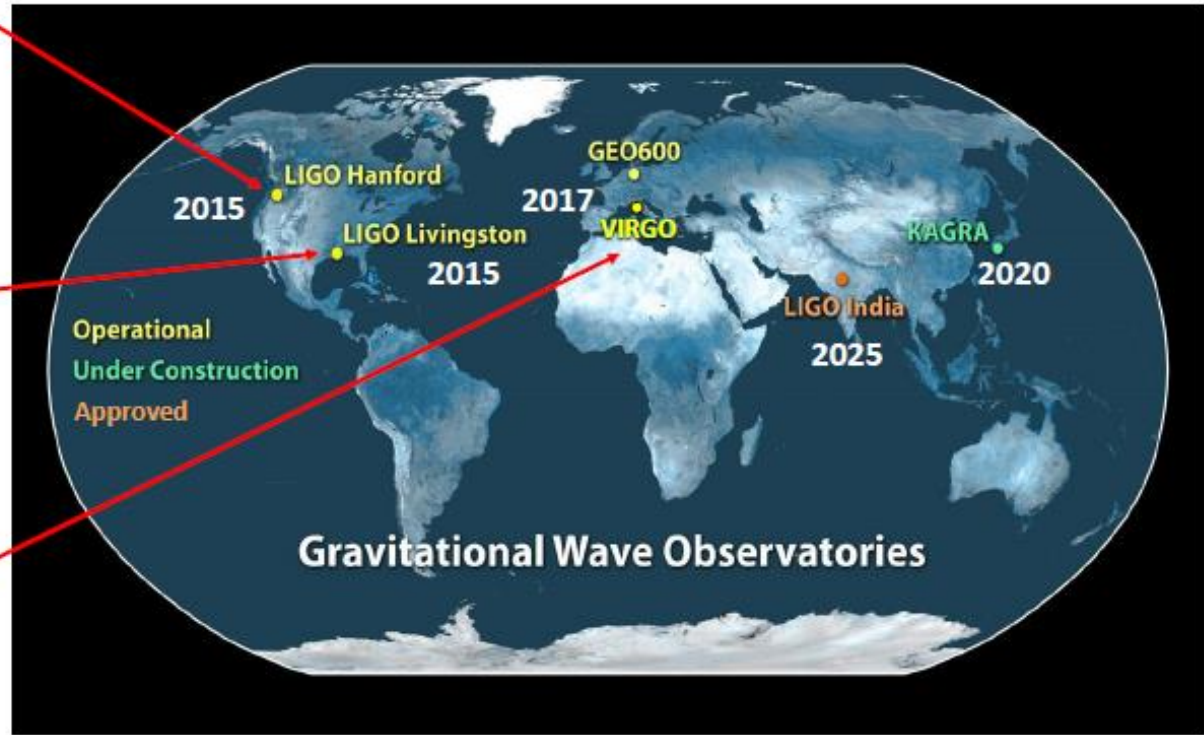 GEO600
LIGO Hanford
2015
2017
VIRGO
LIGO Livingston
2015
KAGRA
2020
LIGO India
2025
Operational
Under Construction
Approved
Gravitational Wave Observatories